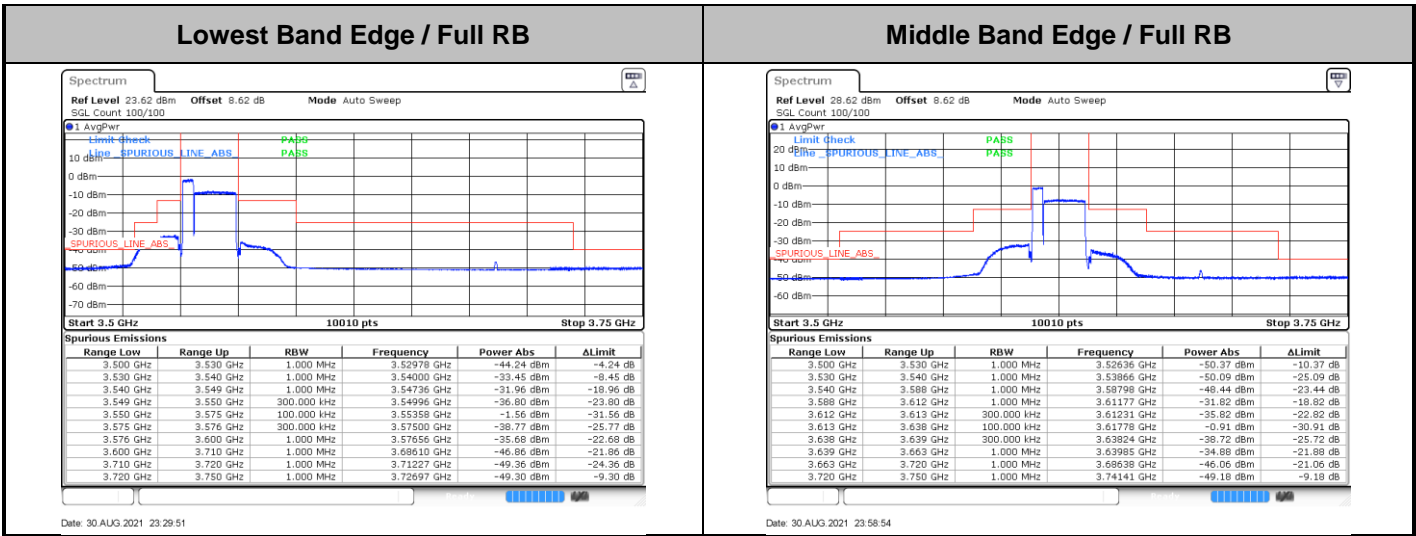 Lowest Band Edge / Full RB
Spectrum
Ref Level 23.62 dBm Offset 8.62 dB Mode Auto Sweep
SGL Count 100/100
1 AvgPwr
Limit Check PASS
10 dBm
Line _SPURIOUS_LINE_ABS_ PASS
0 dBm
-10 dBm
-20 dBm
-30 dBm
_SPURIOUS_LINE_ABS_
-40 dBm
-50 dBm
-60 dBm
-70 dBm
Start 3.5 GHz 10010 pts Stop 3.75 GHz
Spurious Emissions
Range Low Range Up RBW Frequency Power Abs ΔLimit
3.500 GHz 3.530 GHz 1.000 MHz 3.52978 GHz -44.24 dBm -4.24 dB
3.530 GHz 3.540 GHz 1.000 MHz 3.54000 GHz -33.45 dBm -8.45 dB
3.540 GHz 3.549 GHz 1.000 MHz 3.54736 GHz -31.96 dBm -18.96 dB
3.549 GHz 3.550 GHz 300.000 kHz 3.54996 GHz -36.80 dBm -23.80 dB
3.550 GHz 3.575 GHz 100.000 kHz 3.55358 GHz -1.56 dBm -31.56 dB
3.575 GHz 3.576 GHz 300.000 kHz 3.57500 GHz -38.77 dBm -25.77 dB
3.576 GHz 3.600 GHz 1.000 MHz 3.57656 GHz -35.68 dBm -22.68 dB
3.600 GHz 3.710 GHz 1.000 MHz 3.68610 GHz -46.86 dBm -21.86 dB
3.710 GHz 3.720 GHz 1.000 MHz 3.71227 GHz -49.36 dBm -24.36 dB
3.720 GHz 3.750 GHz 1.000 MHz 3.72697 GHz -49.30 dBm -9.30 dB
Date: 30.AUG.2021 23:29:51
Middle Band Edge / Full RB
Spectrum
Ref Level 28.62 dBm Offset 8.62 dB Mode Auto Sweep
SGL Count 100/100
1 AvgPwr
Limit Check PASS
20 dBm
Line _SPURIOUS_LINE_ABS_ PASS
10 dBm
0 dBm
-10 dBm
-20 dBm
-30 dBm
_SPURIOUS_LINE_ABS_
-40 dBm
-50 dBm
-60 dBm
Start 3.5 GHz 10010 pts Stop 3.75 GHz
Spurious Emissions
Range Low Range Up RBW Frequency Power Abs ΔLimit
3.500 GHz 3.530 GHz 1.000 MHz 3.52636 GHz -50.37 dBm -10.37 dB
3.530 GHz 3.540 GHz 1.000 MHz 3.53866 GHz -50.09 dBm -25.09 dB
3.540 GHz 3.588 GHz 1.000 MHz 3.58798 GHz -48.44 dBm -23.44 dB
3.588 GHz 3.612 GHz 1.000 MHz 3.61177 GHz -31.82 dBm -18.82 dB
3.612 GHz 3.613 GHz 300.000 kHz 3.61231 GHz -35.82 dBm -22.82 dB
3.613 GHz 3.638 GHz 100.000 kHz 3.61778 GHz -0.91 dBm -30.91 dB
3.638 GHz 3.639 GHz 300.000 kHz 3.63824 GHz -38.72 dBm -25.72 dB
3.639 GHz 3.663 GHz 1.000 MHz 3.63985 GHz -34.88 dBm -21.88 dB
3.663 GHz 3.720 GHz 1.000 MHz 3.68638 GHz -46.06 dBm -21.06 dB
3.720 GHz 3.750 GHz 1.000 MHz 3.74141 GHz -49.18 dBm -9.18 dB
Date: 30.AUG.2021 23:58:54